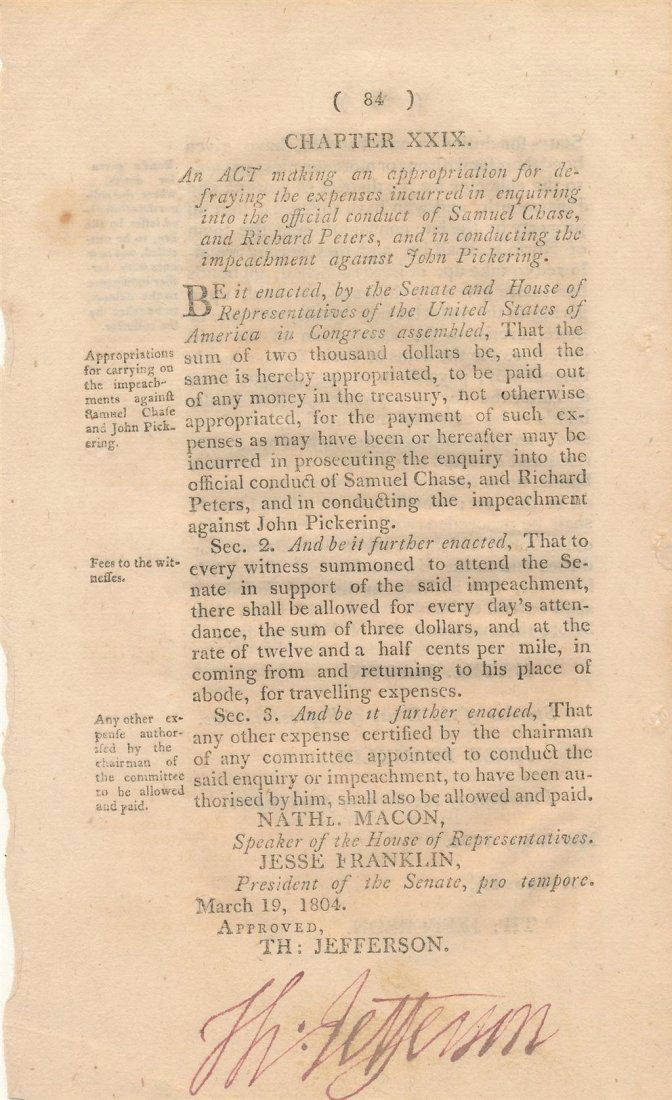 ( 84 )
CHAPTER XXIX.
An ACT making an appropriation for de-
fraying the expenses incurred in enquiring
into the official conduct of Samuel Chase,
and Richard Peters, and in conducting the
impeachment against John Pickering.
BE it enacted, by the Senate and House of
Representatives of the United States of
America in Congress assembled, That the
sum of two thousand dollars be, and the
same is hereby appropriated, to be paid out
of any money in the treasury, not otherwise
appropriated, for the payment of such ex-
penses as may have been or hereafter may be
incurred in prosecuting the enquiry into the
official conduct of Samuel Chase, and Richard
Peters, and in conducting the impeachment
against John Pickering.
Appropriations
for carrying on
the impeach-
ments againſt
Samuel Chaſe
and John Pick-
ering.
Sec. 2. And be it further enacted, That to
every witness summoned to attend the Se-
nate in support of the said impeachment,
there shall be allowed for every day's atten-
dance, the sum of three dollars, and at the
rate of twelve and a half cents per mile, in
coming from and returning to his place of
abode, for travelling expenses.
Fees to the wit-
neſſes.
Sec. 3. And be it further enacted, That
any other expense certified by the chairman
of any committee appointed to conduct the
said enquiry or impeachment, to have been au-
thorised by him, shall also be allowed and paid.
Any other ex-
penſe author-
iſed by the
chairman of
the committee
to be allowed
and paid.
NATHL. MACON,
Speaker of the House of Representatives.
JESSE FRANKLIN,
President of the Senate, pro tempore.
March 19, 1804.
APPROVED,
TH: JEFFERSON.
Th: Jefferson